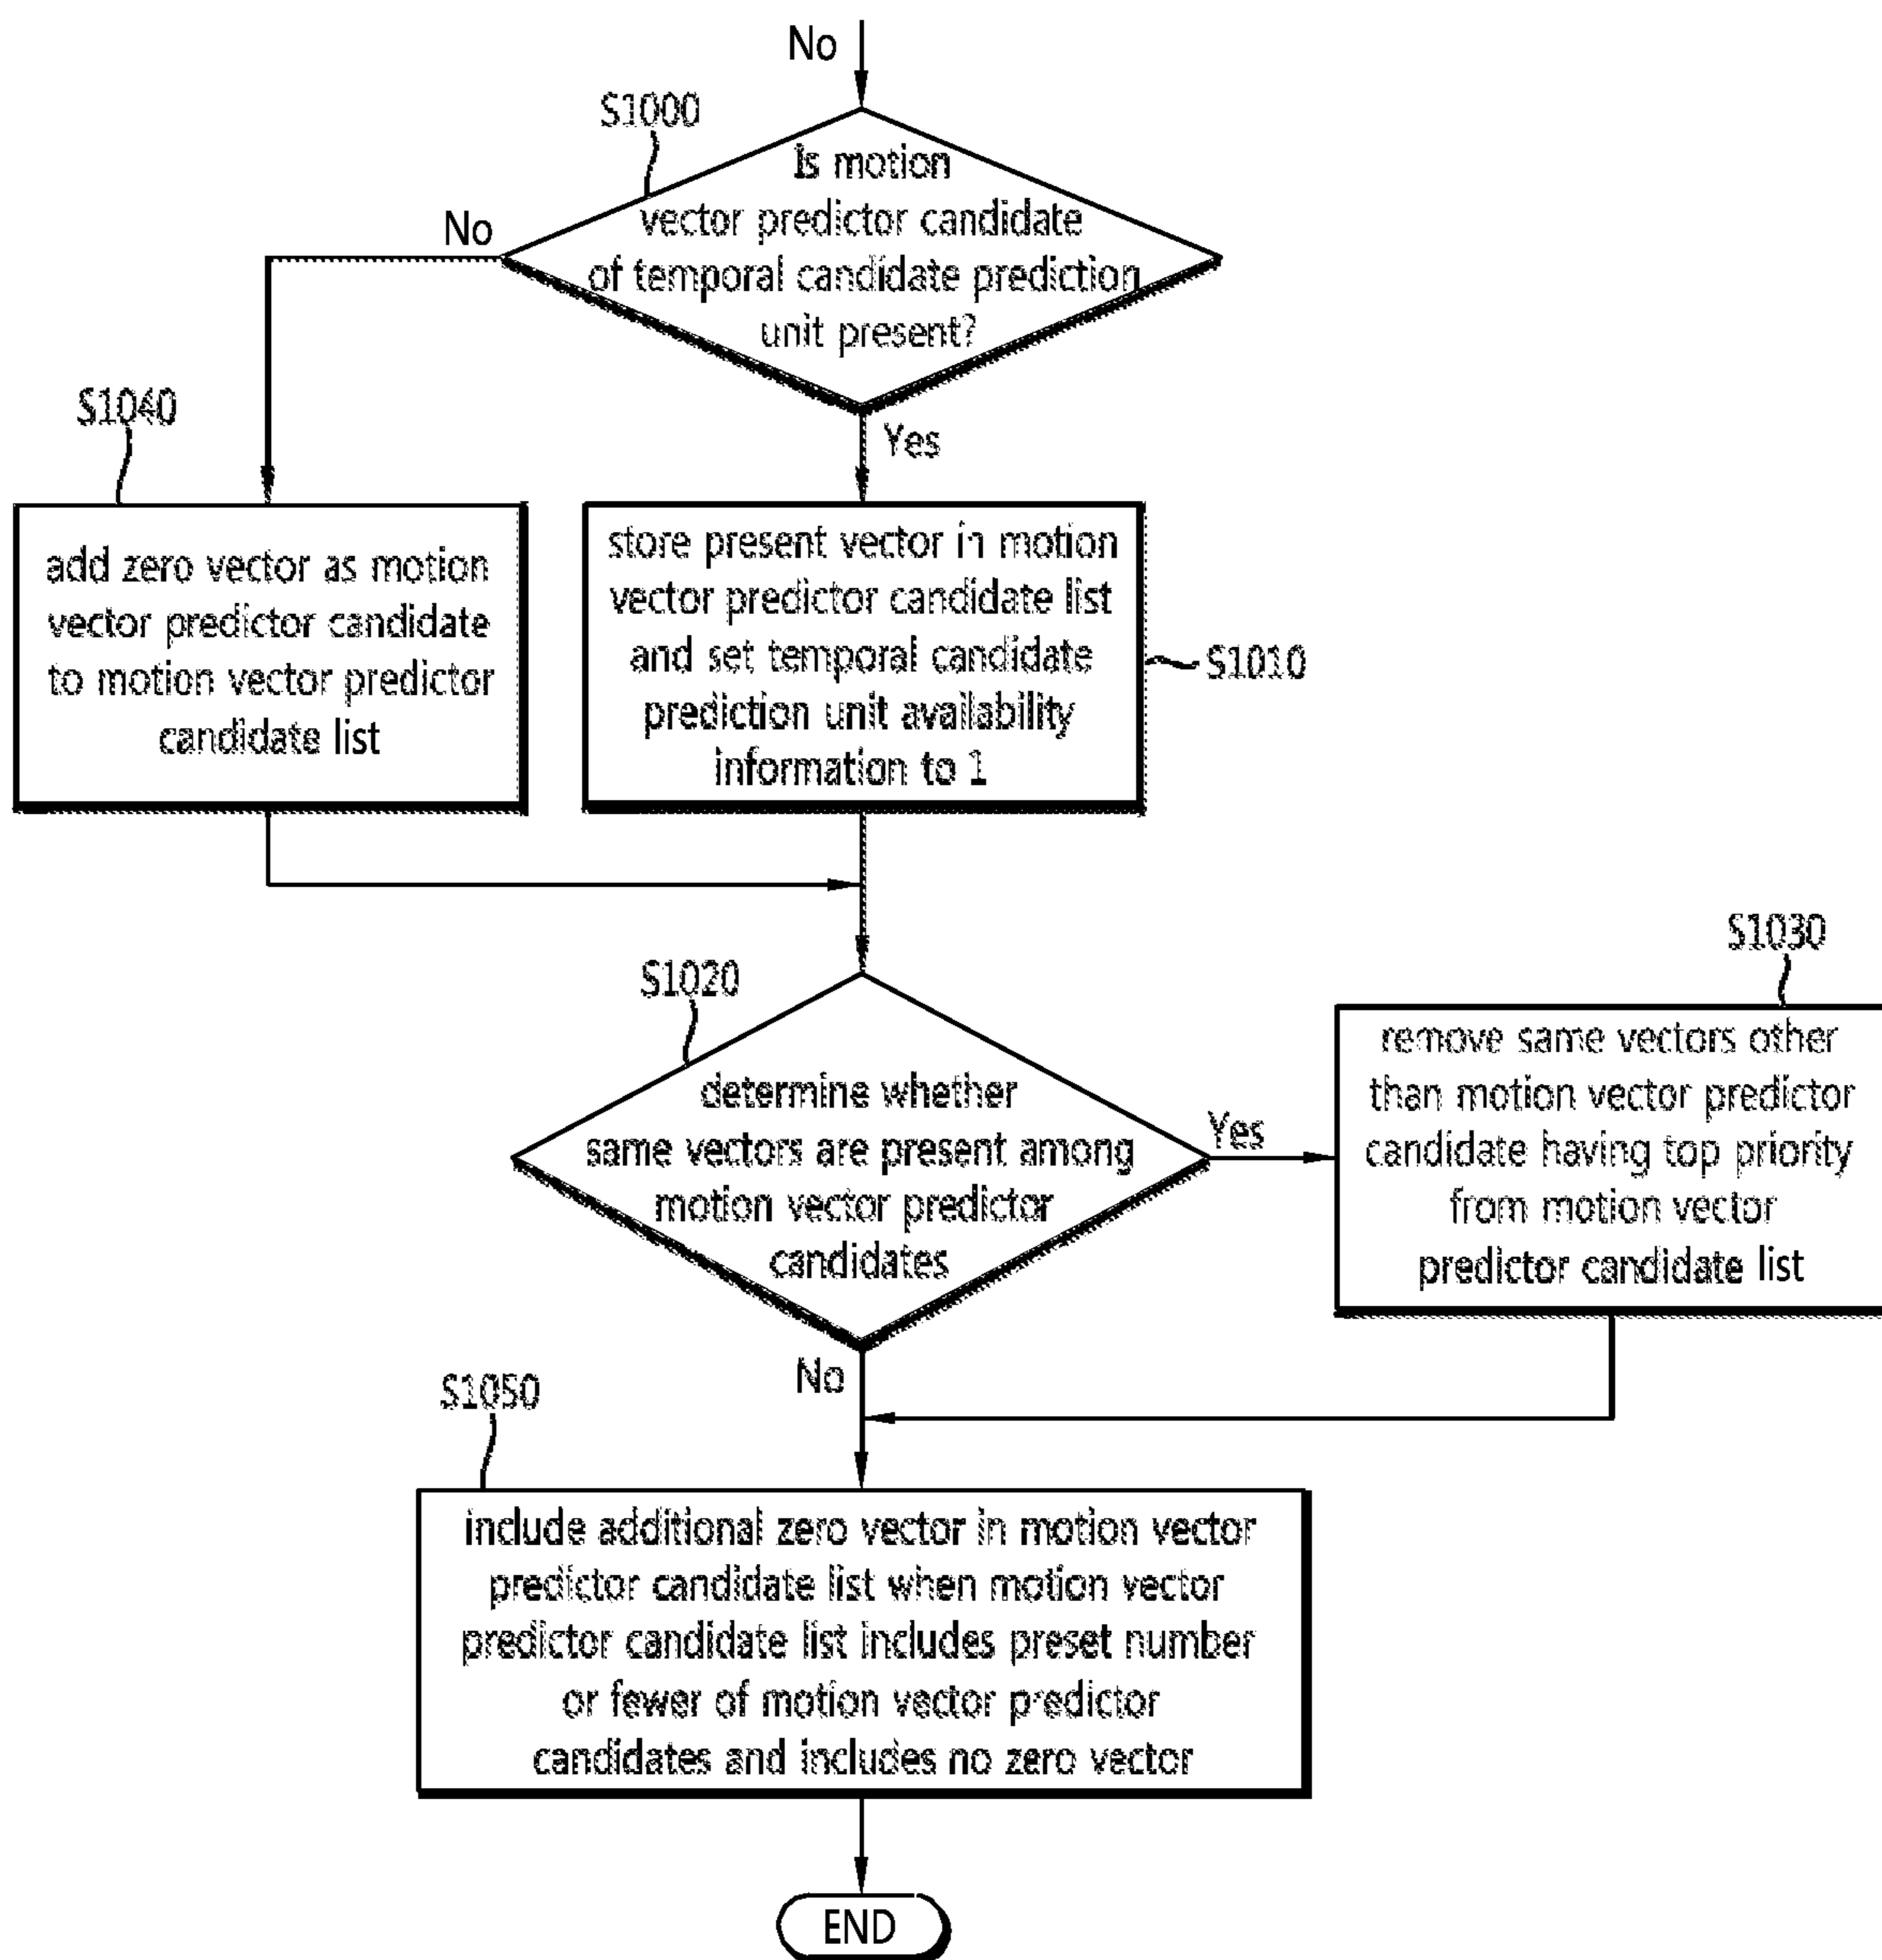 No
S1000
Is motion
vector predictor candidate
of temporal candidate prediction
unit present?
No
Yes
S1040
add zero vector as motion
vector predictor candidate
to motion vector predictor
candidate list
store present vector in motion
vector predictor candidate list
and set temporal candidate
prediction unit availability
information to 1
S1010
S1020
determine whether
same vectors are present among
motion vector predictor
candidates
Yes
S1030
remove same vectors other
than motion vector predictor
candidate having top priority
from motion vector
predictor candidate list
No
S1050
include additional zero vector in motion vector
predictor candidate list when motion vector
predictor candidate list includes preset number
or fewer of motion vector predictor
candidates and includes no zero vector
END